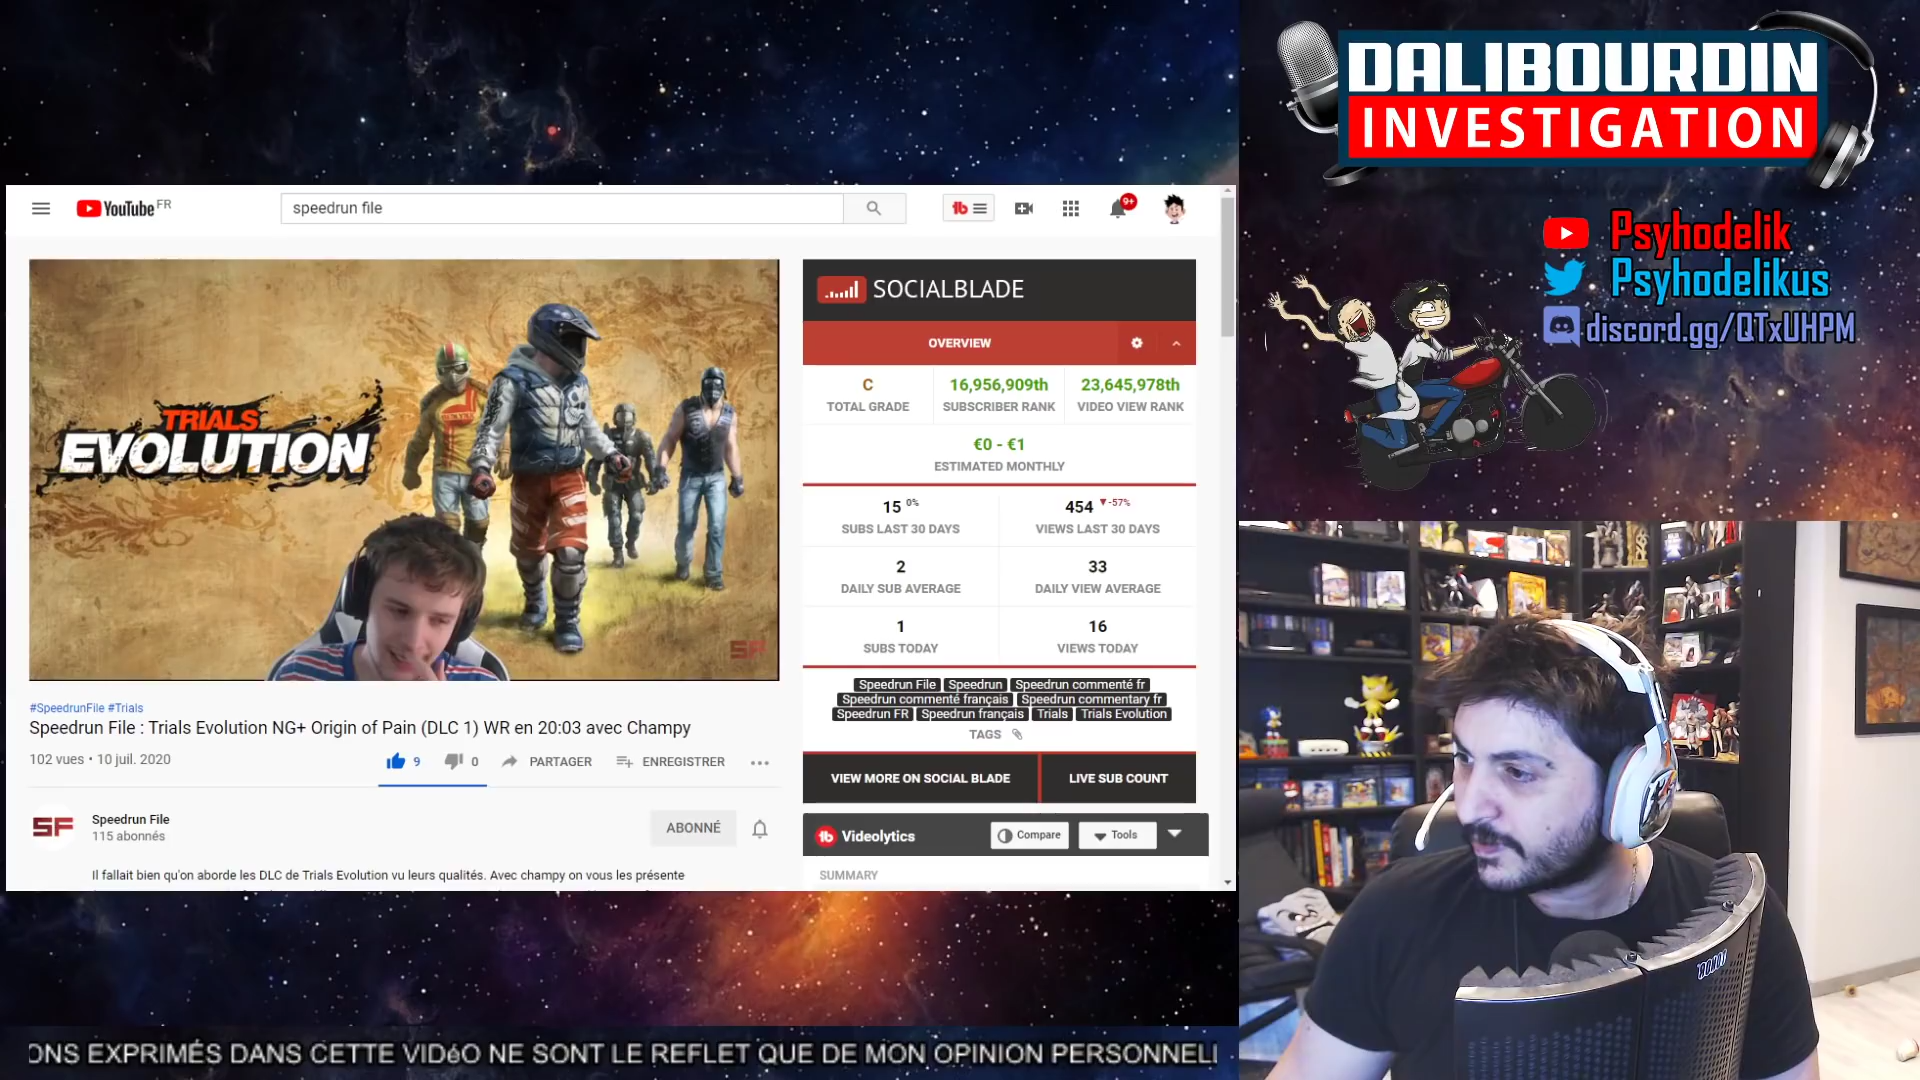 DALIBOURDIN
INVESTIGATION
Psyhodelik
Psyhodelikus
discord.gg/QTxUHPM
YouTube FR
speedrun file
9+
TRIALS
EVOLUTION
SF
#SpeedrunFile #Trials
Speedrun File : Trials Evolution NG+ Origin of Pain (DLC 1) WR en 20:03 avec Champy
102 vues • 10 juil. 2020
9
0
PARTAGER
ENREGISTRER
SF
Speedrun File
115 abonnés
ABONNÉ
Il fallait bien qu'on aborde les DLC de Trials Evolution vu leurs qualités. Avec champy on vous les présente
SOCIALBLADE
OVERVIEW
C
TOTAL GRADE
16,956,909th
SUBSCRIBER RANK
23,645,978th
VIDEO VIEW RANK
€0 - €1
ESTIMATED MONTHLY
15 0%
SUBS LAST 30 DAYS
454 ▼-57%
VIEWS LAST 30 DAYS
2
DAILY SUB AVERAGE
33
DAILY VIEW AVERAGE
1
SUBS TODAY
16
VIEWS TODAY
Speedrun File Speedrun Speedrun commenté fr
Speedrun commenté français Speedrun commentary fr
Speedrun FR Speedrun français Trials Trials Evolution
TAGS
VIEW MORE ON SOCIAL BLADE
LIVE SUB COUNT
Videolytics
Compare
Tools
SUMMARY
ONS EXPRIMÉS DANS CETTE VIDéO NE SONT LE REFLET QUE DE MON OPINION PERSONNELL